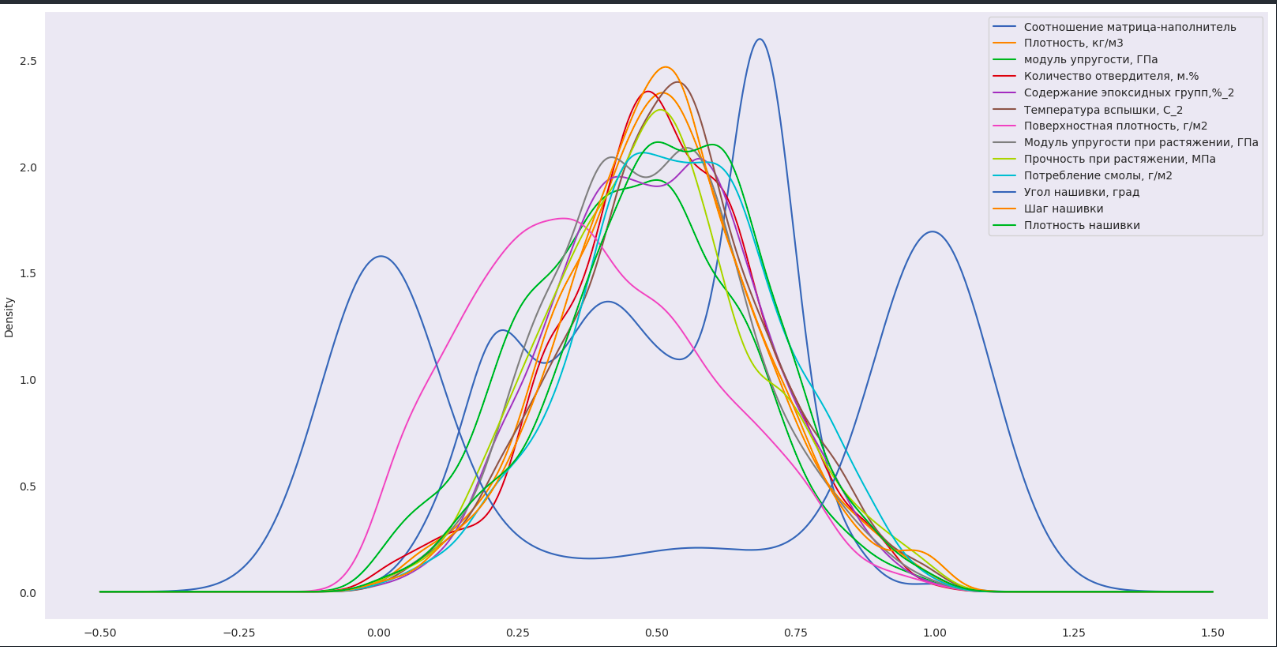 Соотношение матрица-наполнитель
Плотность, кг/м3
модуль упругости, ГПа
Количество отвердителя, м.%
Содержание эпоксидных групп,%_2
Температура вспышки, С_2
Поверхностная плотность, г/м2
Модуль упругости при растяжении, ГПа
Прочность при растяжении, МПа
Потребление смолы, г/м2
Угол нашивки, град
Шаг нашивки
Плотность нашивки
Density
2.5
2.0
1.5
1.0
0.5
0.0
−0.50 −0.25 0.00 0.25 0.50 0.75 1.00 1.25 1.50